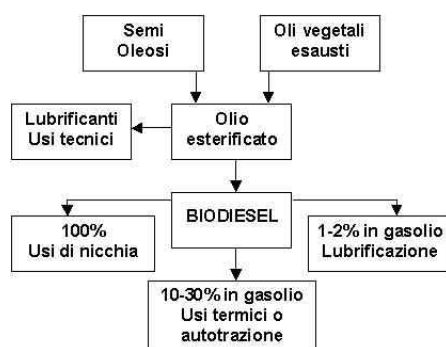 Semi
Oleosi
Oli vegetali
esausti
Lubrificanti
Usi tecnici
Olio
esterificato
BIODIESEL
100%
Usi di nicchia
1-2% in gasolio
Lubrificazione
10-30% in gasolio
Usi termici o
autotrazione